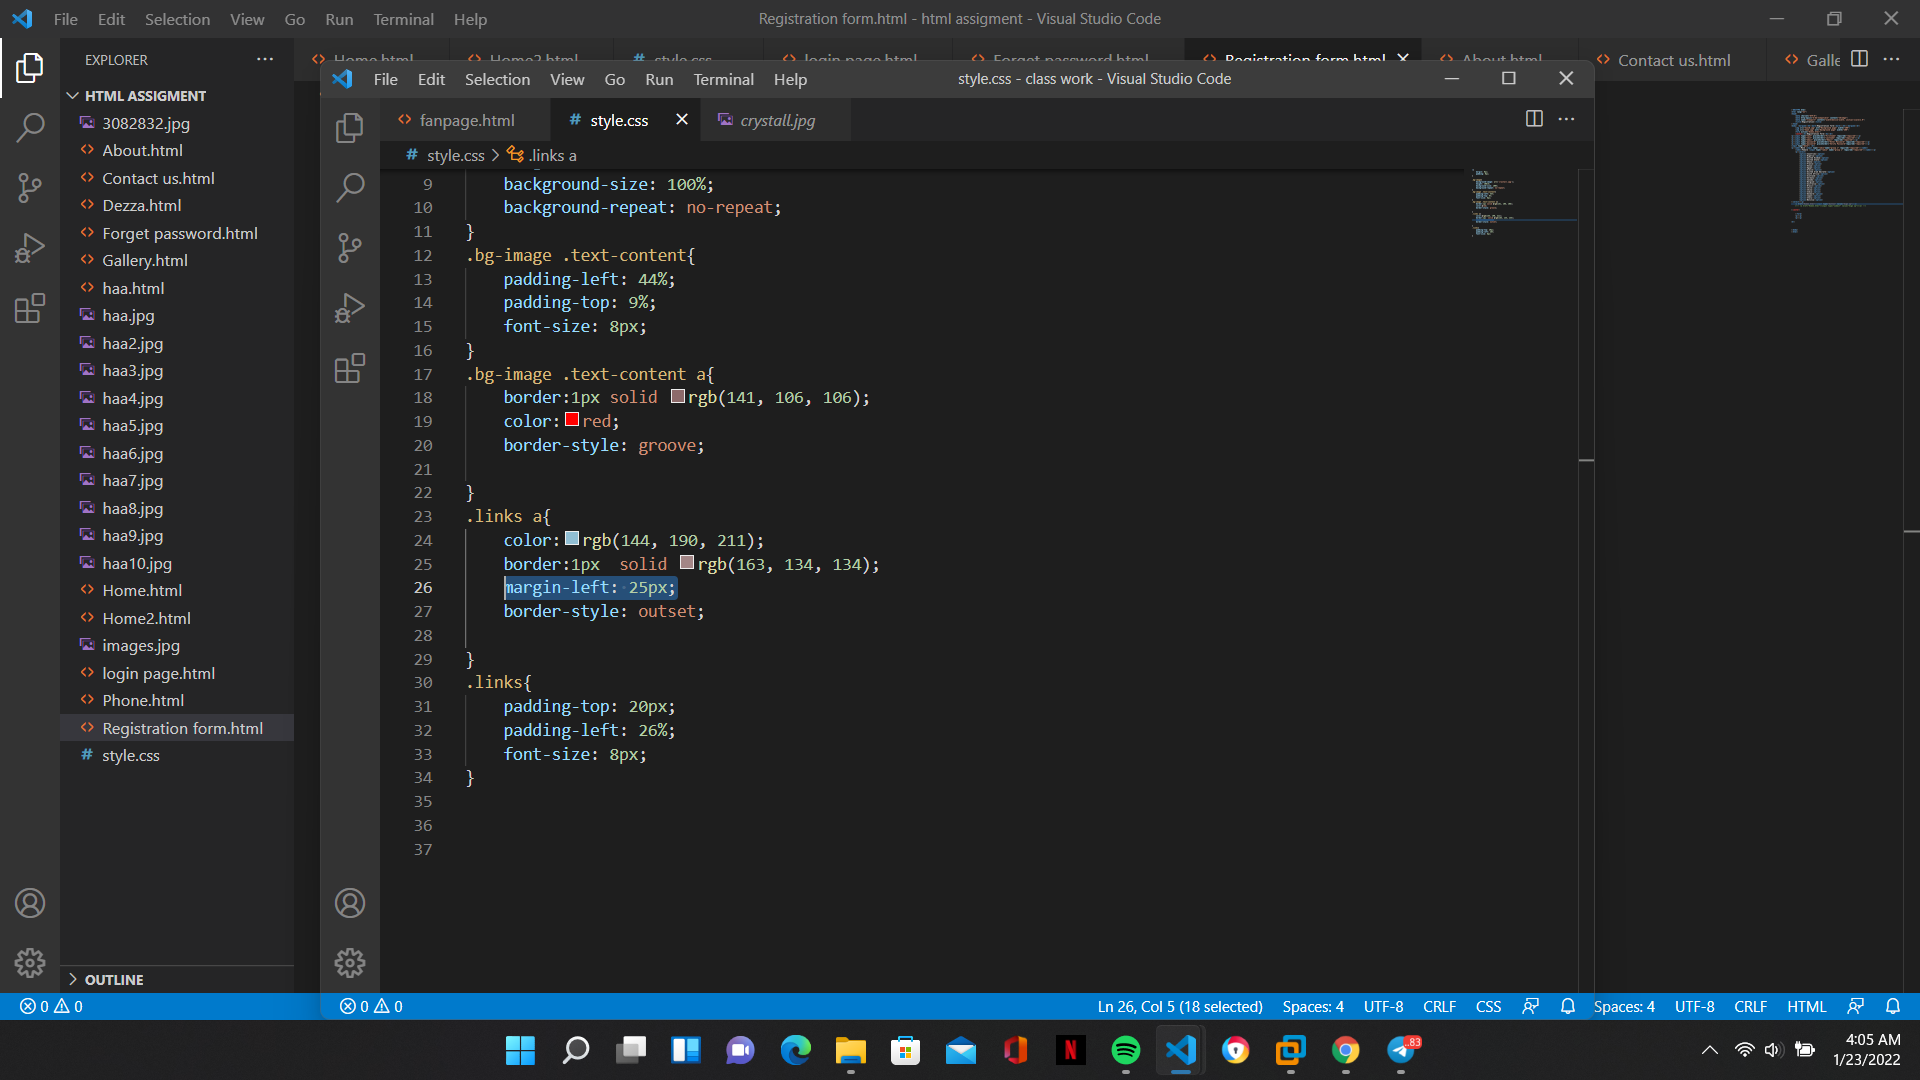 File Edit Selection View Go Run Terminal Help
Registration form.html - html assigment - Visual Studio Code
EXPLORER
HTML ASSIGMENT
3082832.jpg
About.html
Contact us.html
Dezza.html
Forget password.html
Gallery.html
haa.html
haa.jpg
haa2.jpg
haa3.jpg
haa4.jpg
haa5.jpg
haa6.jpg
haa7.jpg
haa8.jpg
haa9.jpg
haa10.jpg
Home.html
Home2.html
images.jpg
login page.html
Phone.html
Registration form.html
# style.css
OUTLINE
Home.html Home2.html # style.css login page.html Forget password.html Registration form.html About.html Contact us.html Galle
File Edit Selection View Go Run Terminal Help
style.css - class work - Visual Studio Code
fanpage.html # style.css crystall.jpg
# style.css > .links a
9 background-size: 100%;
10 background-repeat: no-repeat;
11 }
12 .bg-image .text-content{
13 padding-left: 44%;
14 padding-top: 9%;
15 font-size: 8px;
16 }
17 .bg-image .text-content a{
18 border:1px solid rgb(141, 106, 106);
19 color: red;
20 border-style: groove;
21
22 }
23 .links a{
24 color: rgb(144, 190, 211);
25 border:1px  solid rgb(163, 134, 134);
26 margin-left: 25px;
27 border-style: outset;
28
29 }
30 .links{
31 padding-top: 20px;
32 padding-left: 26%;
33 font-size: 8px;
34 }
35
36
37
0 0
0 0
Ln 26, Col 5 (18 selected) Spaces: 4 UTF-8 CRLF CSS
Spaces: 4 UTF-8 CRLF HTML
N
83
4:05 AM
1/23/2022